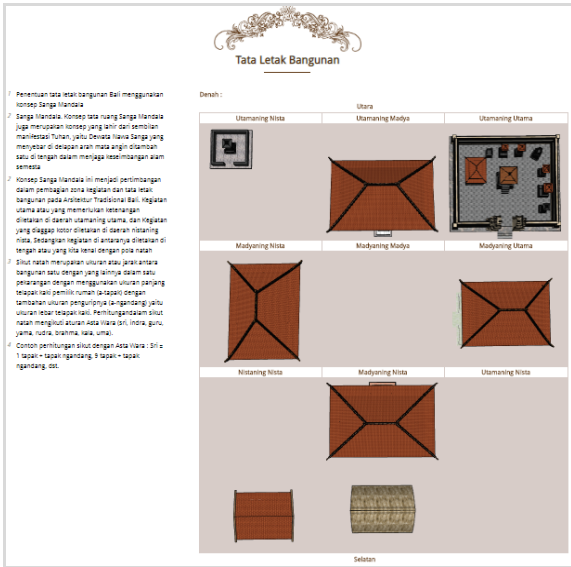 Tata Letak Bangunan
1 Penentuan tata letak bangunan Bali menggunakan
konsep Sanga Mandala
2 Sanga Mandala. Konsep tata ruang Sanga Mandala
juga merupakan konsep yang lahir dari sembilan
manifestasi Tuhan, yaitu Dewata Nawa Sanga yang
menyebar di delapan arah mata angin ditambah
satu di tengah dalam menjaga keseimbangan alam
semesta
2 Konsep Sanga Mandala ini menjadi pertimbangan
dalam pembagian zona kegiatan dan tata letak
bangunan pada Arsitektur Tradisional Bali. Kegiatan
utama atau yang memerlukan ketenangan
diletakan di daerah utamaning utama, dan Kegiatan
yang diaggap kotor diletakan di daerah nistaning
nista, Sedangkan kegiatan di antaranya diletakan di
tengah atau yang kita kenal dengan pola natah
3 Sikut natah merupakan ukuran atau jarak antara
bangunan satu dengan yang lainnya dalam satu
pekarangan dengan menggunakan ukuran panjang
telapak kaki pemilik rumah (a-tapak) dengan
tambahan ukuran penguripnya (a-ngandang) yaitu
ukuran lebar telapak kaki. Perhitungandalam sikut
natah mengikuti aturan Asta Wara (sri, indra, guru,
yama, rudra, brahma, kala, uma).
4 Conton perhitungan sikut dengan Asta Wara : Sri =
1 tapak + tapak ngandang, 9 tapak + tapak
ngandang, dst.
Denah :
Utara
Utamaning Nista Utamaning Madya Utamaning Utama
Madyaning Nista Madyaning Madya Madyaning Utama
Nistaning Nista Madyaning Nista Utamaning Nista
Selatan